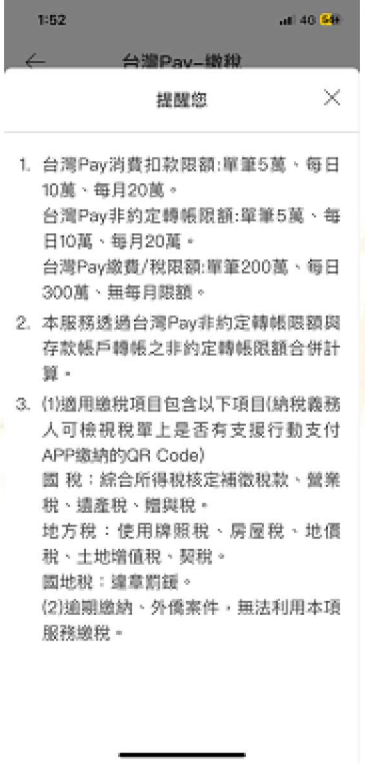 1:52
4G 54
台灣Pay–繳稅
提醒您
1. 台灣Pay消費扣款限額:單筆5萬、每日
10萬、每月20萬。
台灣Pay非約定轉帳限額:單筆5萬、每
日10萬、每月20萬。
台灣Pay繳費/稅限額:單筆200萬、每日
300萬、無每月限額。
2. 本服務透過台灣Pay非約定轉帳限額與
存款帳戶轉帳之非約定轉帳限額合併計
算。
3. (1)適用繳稅項目包含以下項目(納稅義務
人可檢視稅單上是否有支援行動支付
APP繳納的QR Code)
國 稅：綜合所得稅核定補徵稅款、營業
稅、遺產稅、贈與稅。
地方稅：使用牌照稅、房屋稅、地價
稅、土地增值稅、契稅。
國地稅：違章罰鍰。
(2)逾期繳納、外僑案件，無法利用本項
服務繳稅。